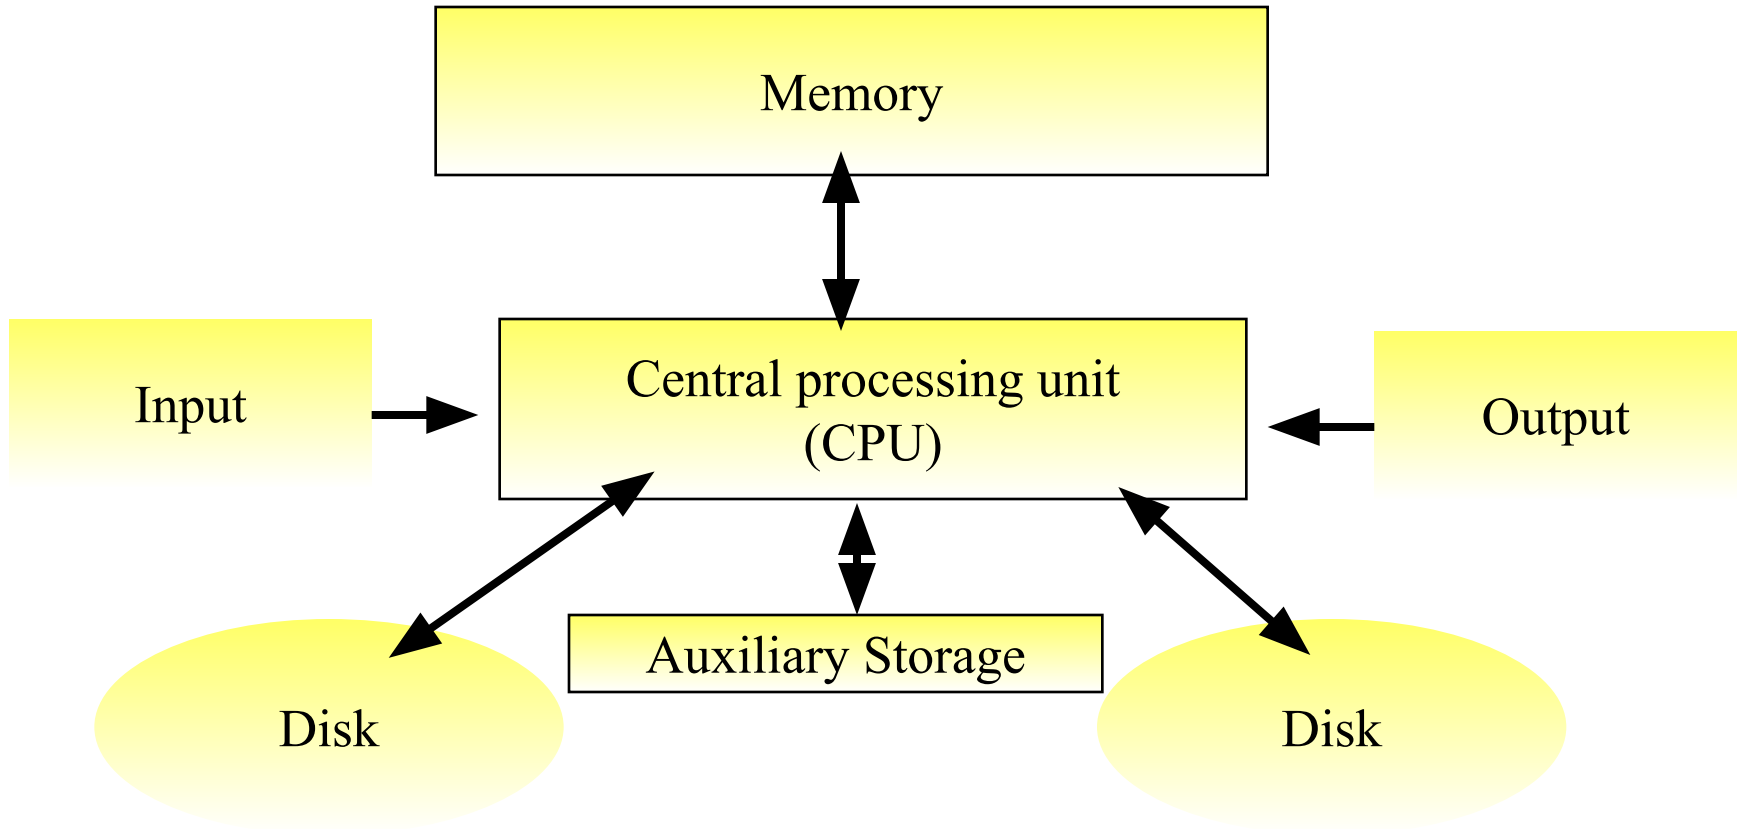 Memory
Input
Central processing unit
(CPU)
Output
Auxiliary Storage
Disk
Disk